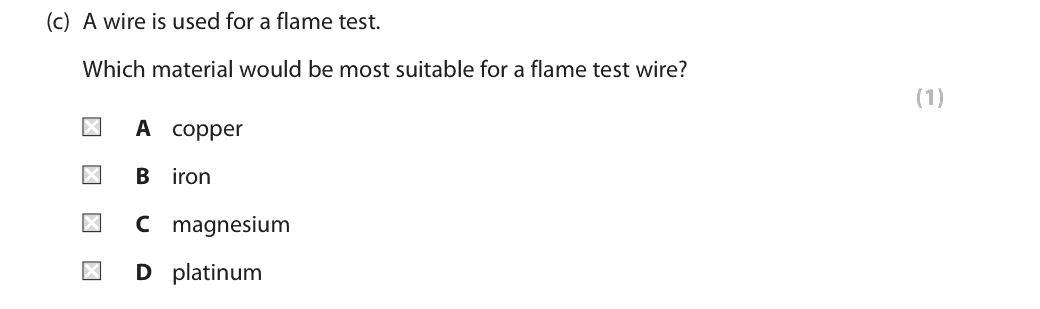 (c) A wire is used for a flame test.
Which material would be most suitable for a flame test wire?
(1)
A copper
B iron
C magnesium
D platinum